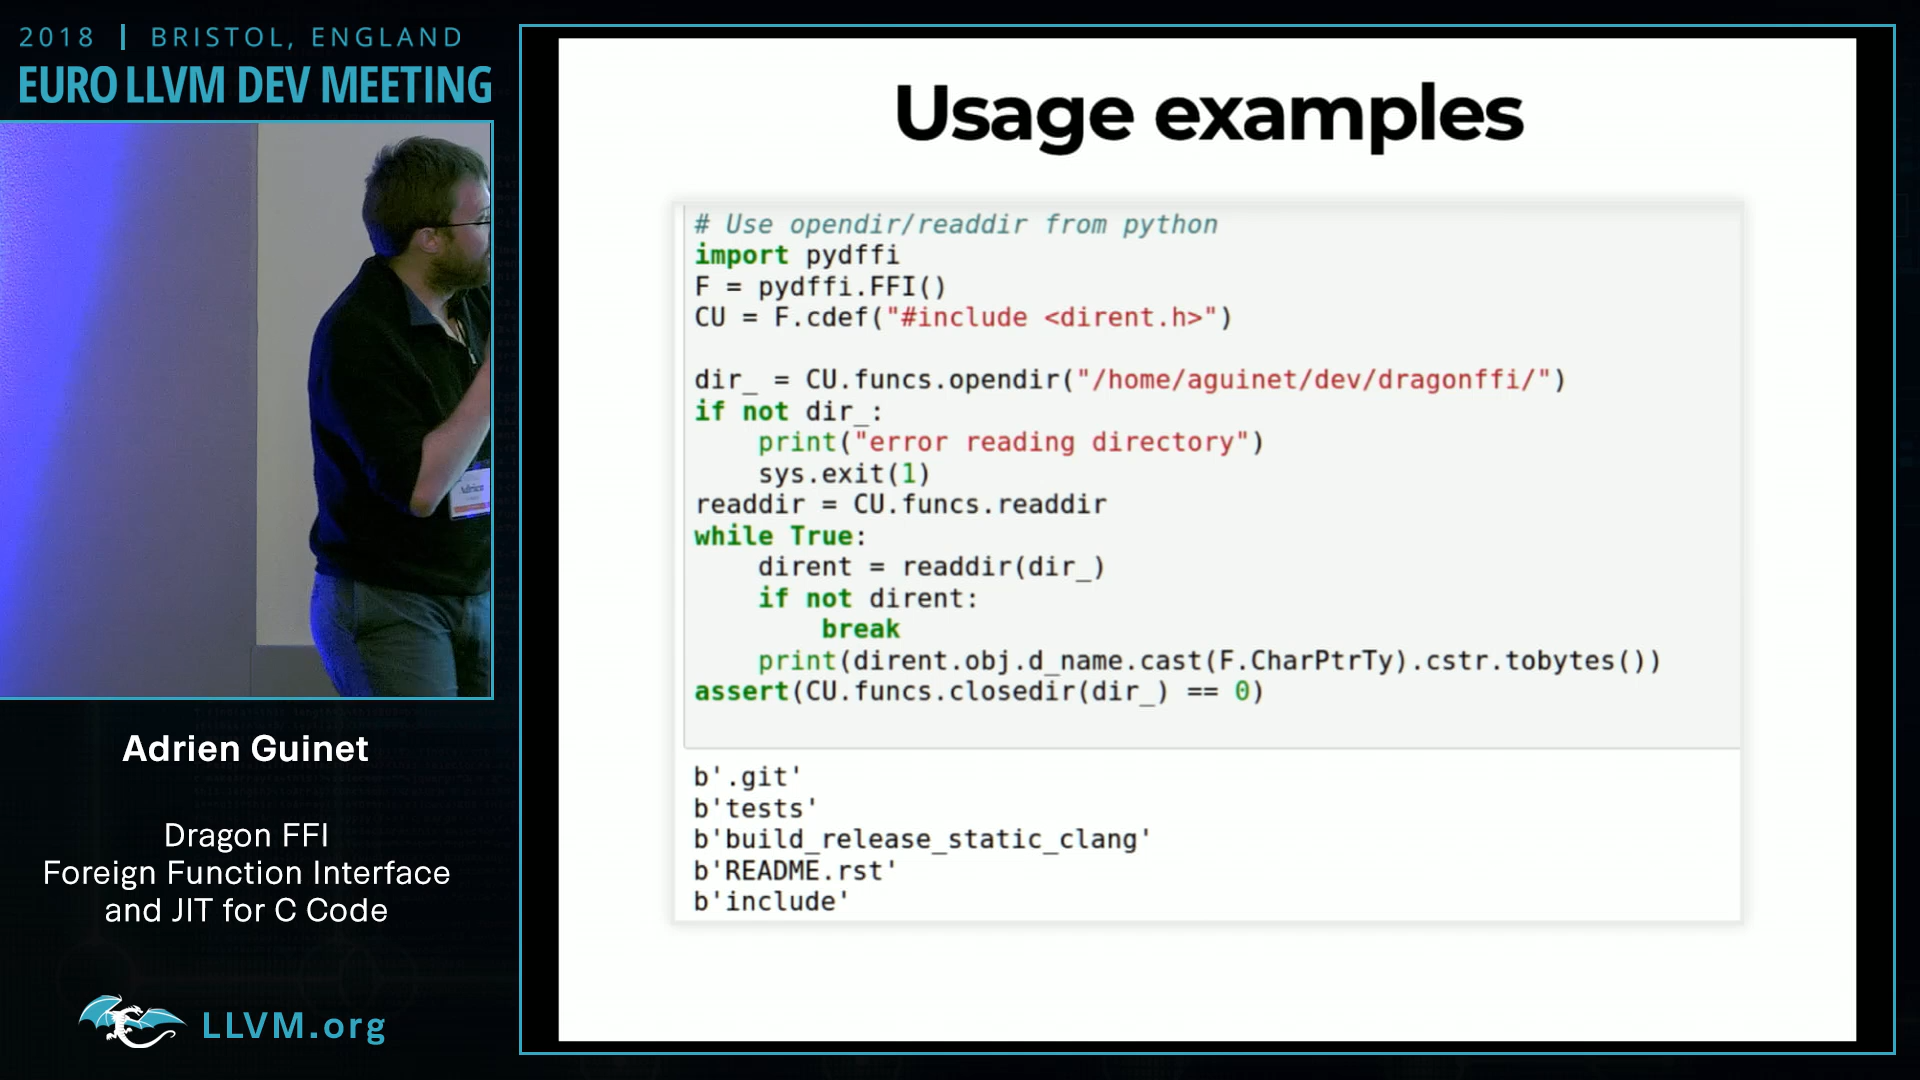 2018 | BRISTOL, ENGLAND
EURO LLVM DEV MEETING
Adrien
Adrien Guinet
Dragon FFI
Foreign Function Interface
and JIT for C Code
LLVM.org
Usage examples
# Use opendir/readdir from python
import pydffi
F = pydffi.FFI()
CU = F.cdef("#include <dirent.h>")
dir_ = CU.funcs.opendir("/home/aguinet/dev/dragonffi/")
if not dir_:
    print("error reading directory")
    sys.exit(1)
readdir = CU.funcs.readdir
while True:
    dirent = readdir(dir_)
    if not dirent:
        break
    print(dirent.obj.d_name.cast(F.CharPtrTy).cstr.tobytes())
assert(CU.funcs.closedir(dir_) == 0)
b'.git'
b'tests'
b'build_release_static_clang'
b'README.rst'
b'include'